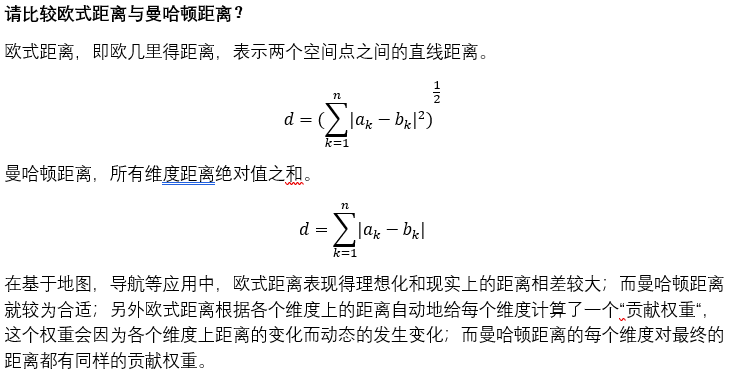 请比较欧式距离与曼哈顿距离？
欧式距离，即欧几里得距离，表示两个空间点之间的直线距离。
d = (∑_{k=1}^{n}|a_k − b_k|²)^{1/2}
曼哈顿距离，所有维度距离绝对值之和。
d = ∑_{k=1}^{n}|a_k − b_k|
在基于地图，导航等应用中，欧式距离表现得理想化和现实上的距离相差较大；而曼哈顿距离
就较为合适；另外欧式距离根据各个维度上的距离自动地给每个维度计算了一个“贡献权重“，
这个权重会因为各个维度上距离的变化而动态的发生变化；而曼哈顿距离的每个维度对最终的
距离都有同样的贡献权重。